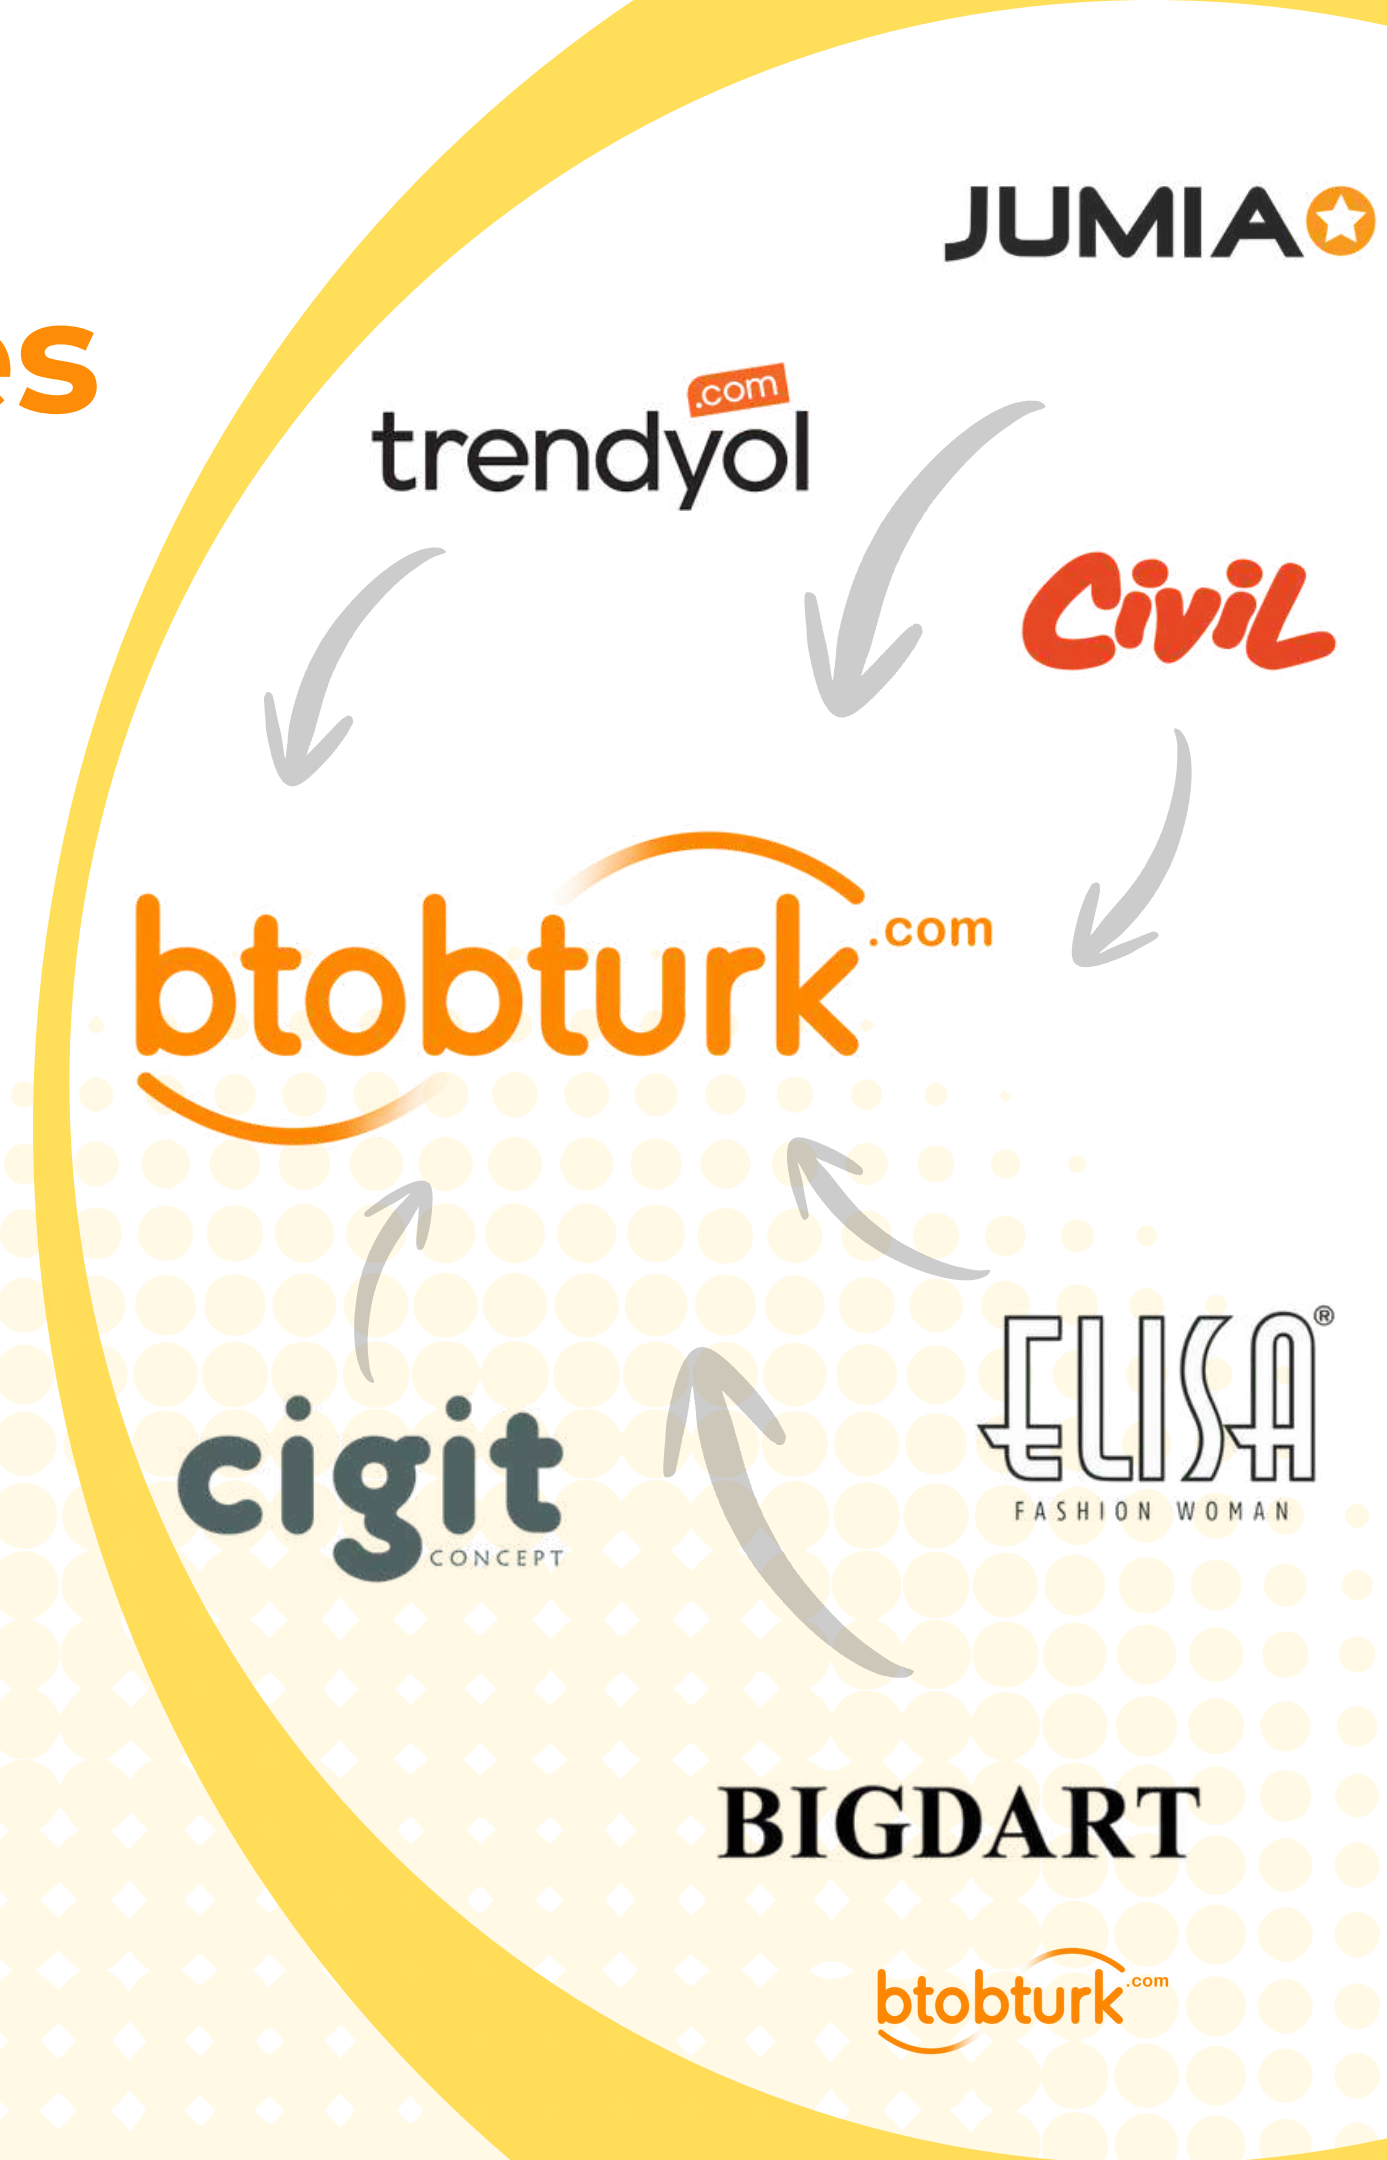 JUMIA
es
.com
trendyol
Civil
btobturk.com
ELISA®
FASHION WOMAN
cigit
CONCEPT
BIGDART
btobturk.com